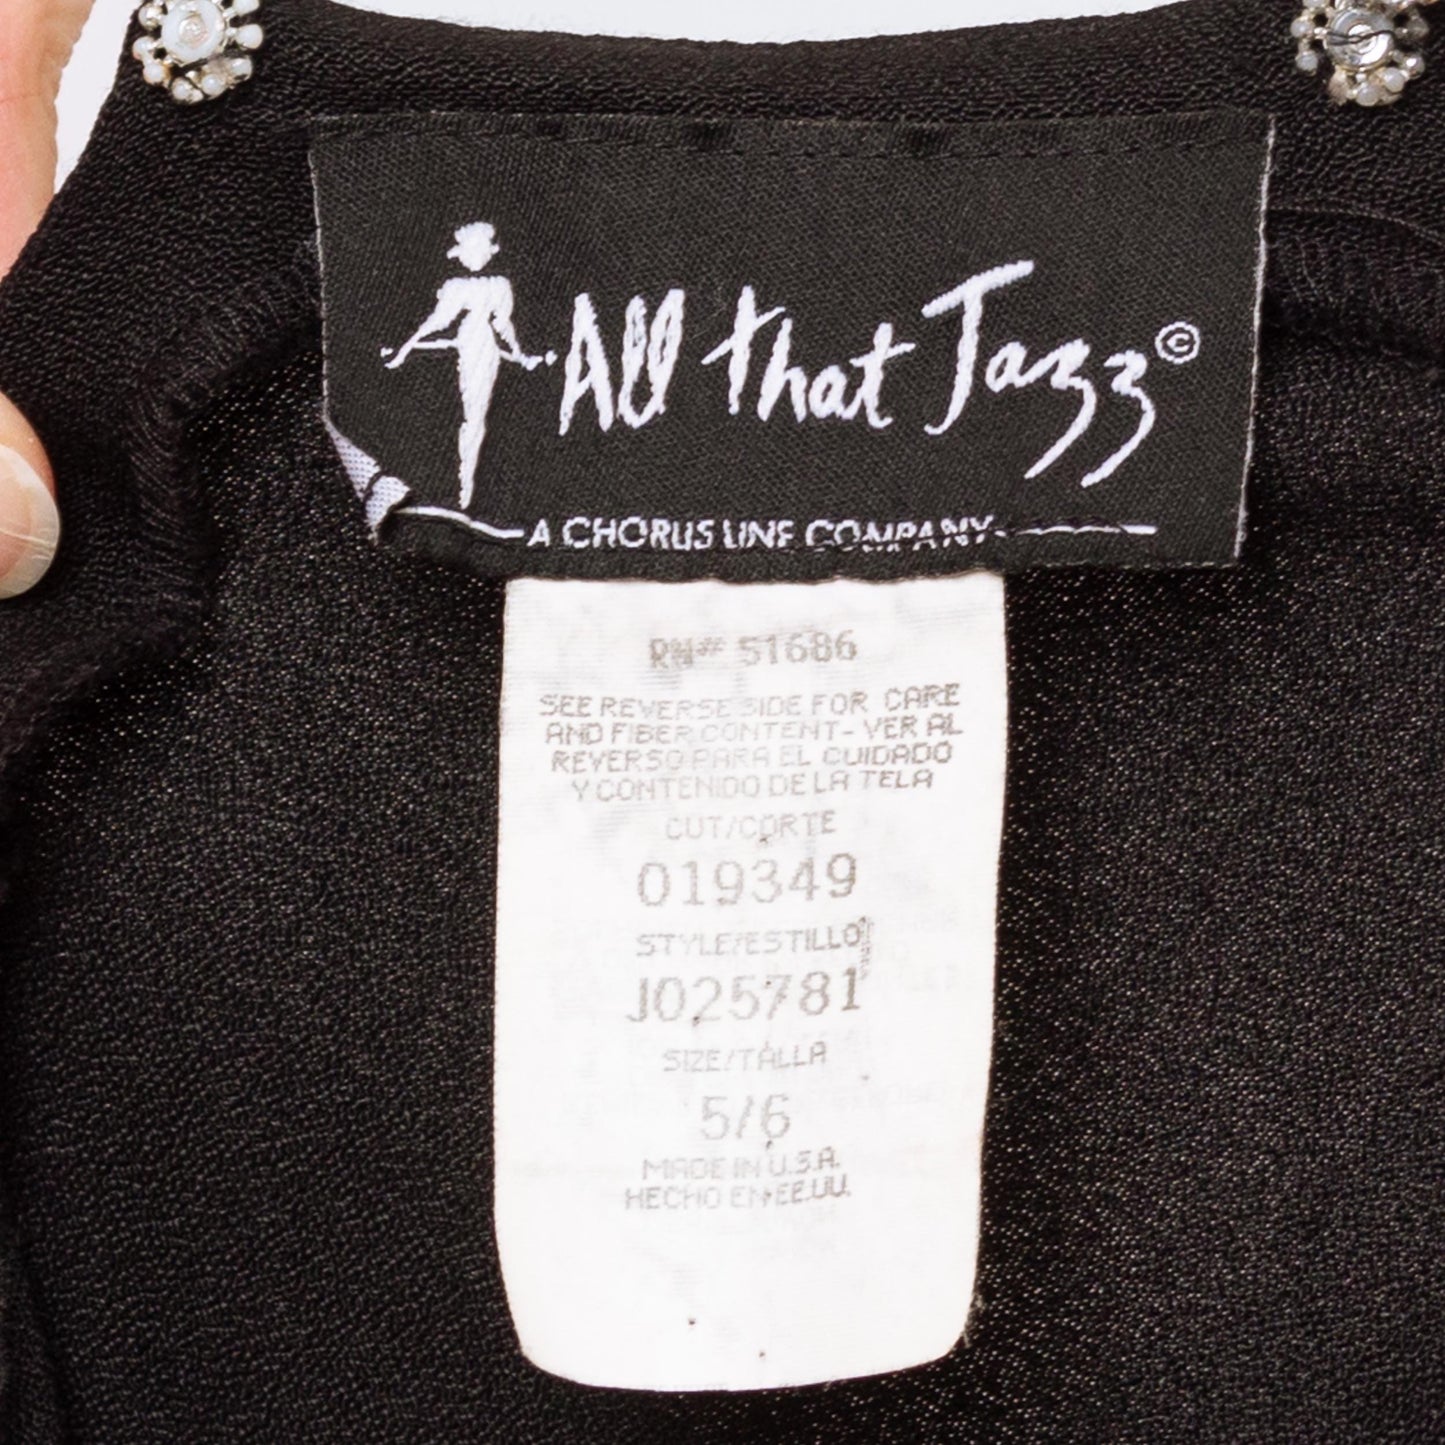 All that Jazz ©
A CHORUS LINE COMPANY
RN# 51686
SEE REVERSE SIDE FOR CARE
AND FIBER CONTENT- VER AL
REVERSO PARA EL CUIDADO
Y CONTENIDO DE LA TELA
CUT/CORTE
019349
STYLE/ESTILLO
J025781
SIZE/TALLA
5/6
MADE IN U.S.A.
HECHO EN EE.UU.